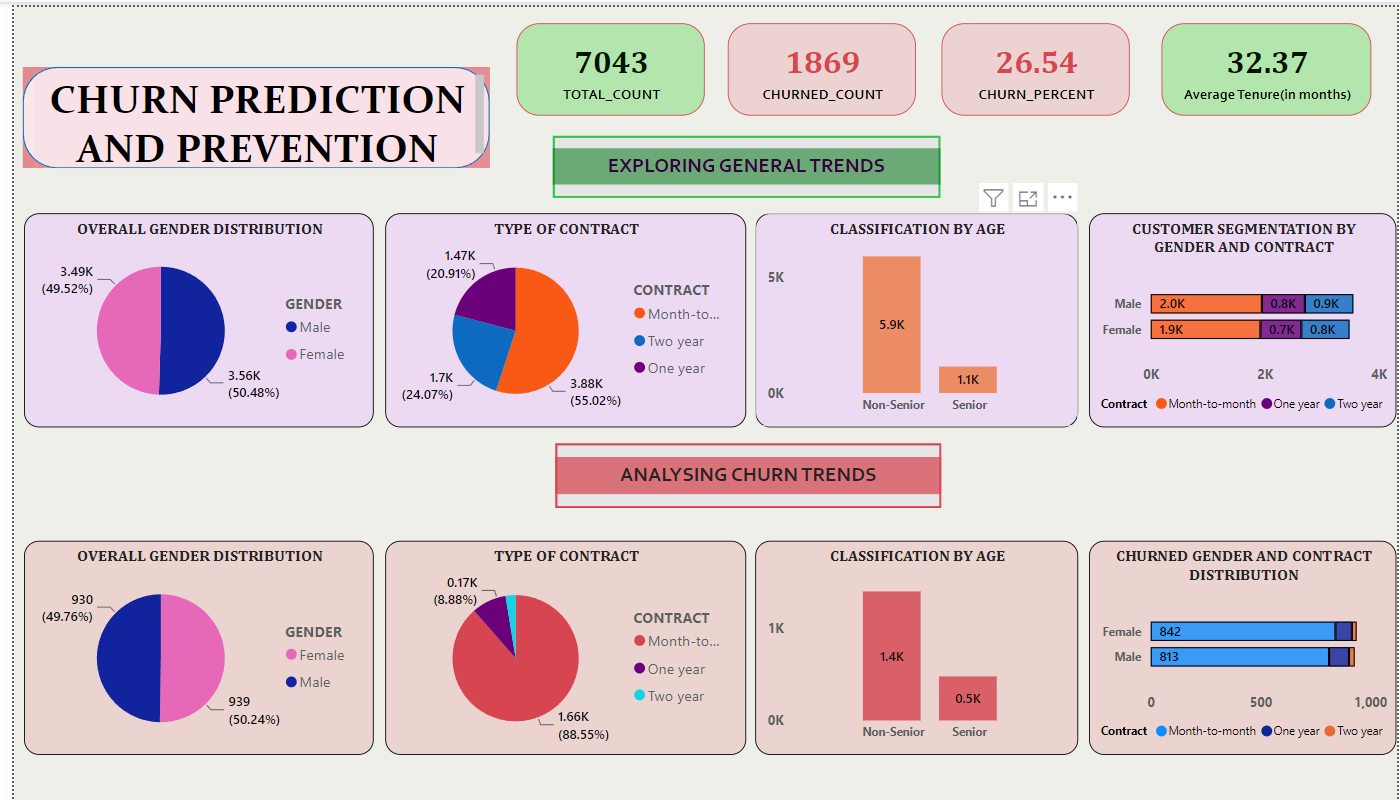 CHURN PREDICTION
AND PREVENTION
7043
TOTAL_COUNT
1869
CHURNED_COUNT
26.54
CHURN_PERCENT
32.37
Average Tenure(in months)
EXPLORING GENERAL TRENDS
OVERALL GENDER DISTRIBUTION
3.49K
(49.52%)
3.56K
(50.48%)
GENDER
Male
Female
TYPE OF CONTRACT
1.47K
(20.91%)
1.7K
(24.07%)
3.88K
(55.02%)
CONTRACT
Month-to...
Two year
One year
CLASSIFICATION BY AGE
5K
0K
5.9K
1.1K
Non-Senior Senior
CUSTOMER SEGMENTATION BY
GENDER AND CONTRACT
Male 2.0K 0.8K 0.9K
Female 1.9K 0.7K 0.8K
0K 2K 4K
Contract Month-to-month One year Two year
ANALYSING CHURN TRENDS
OVERALL GENDER DISTRIBUTION
930
(49.76%)
939
(50.24%)
GENDER
Female
Male
TYPE OF CONTRACT
0.17K
(8.88%)
1.66K
(88.55%)
CONTRACT
Month-to...
One year
Two year
CLASSIFICATION BY AGE
1K
0K
1.4K
0.5K
Non-Senior Senior
CHURNED GENDER AND CONTRACT
DISTRIBUTION
Female 842
Male 813
0 500 1,000
Contract Month-to-month One year Two year